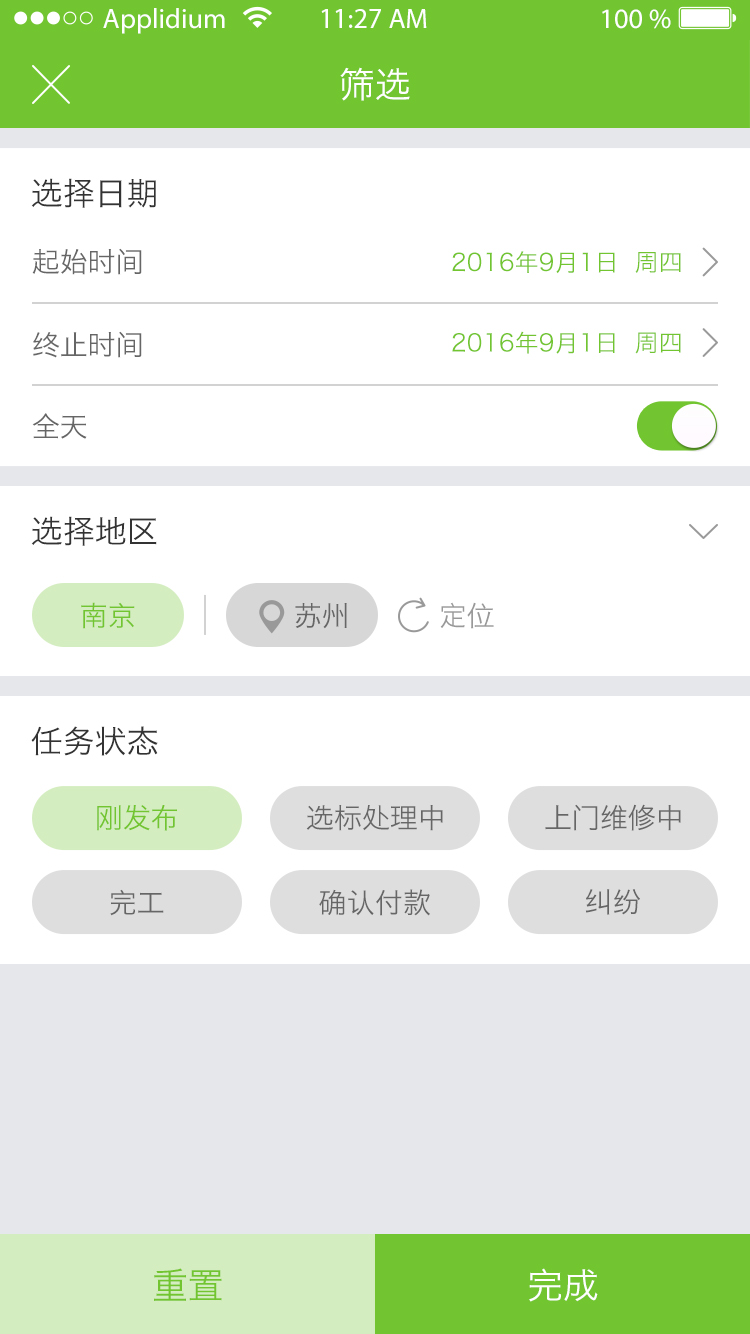 Applidium 11:27 AM 100 %
筛选
选择日期
起始时间 2016年9月1日 周四
终止时间 2016年9月1日 周四
全天
选择地区
南京 苏州 定位
任务状态
刚发布 选标处理中 上门维修中
完工 确认付款 纠纷
重置 完成